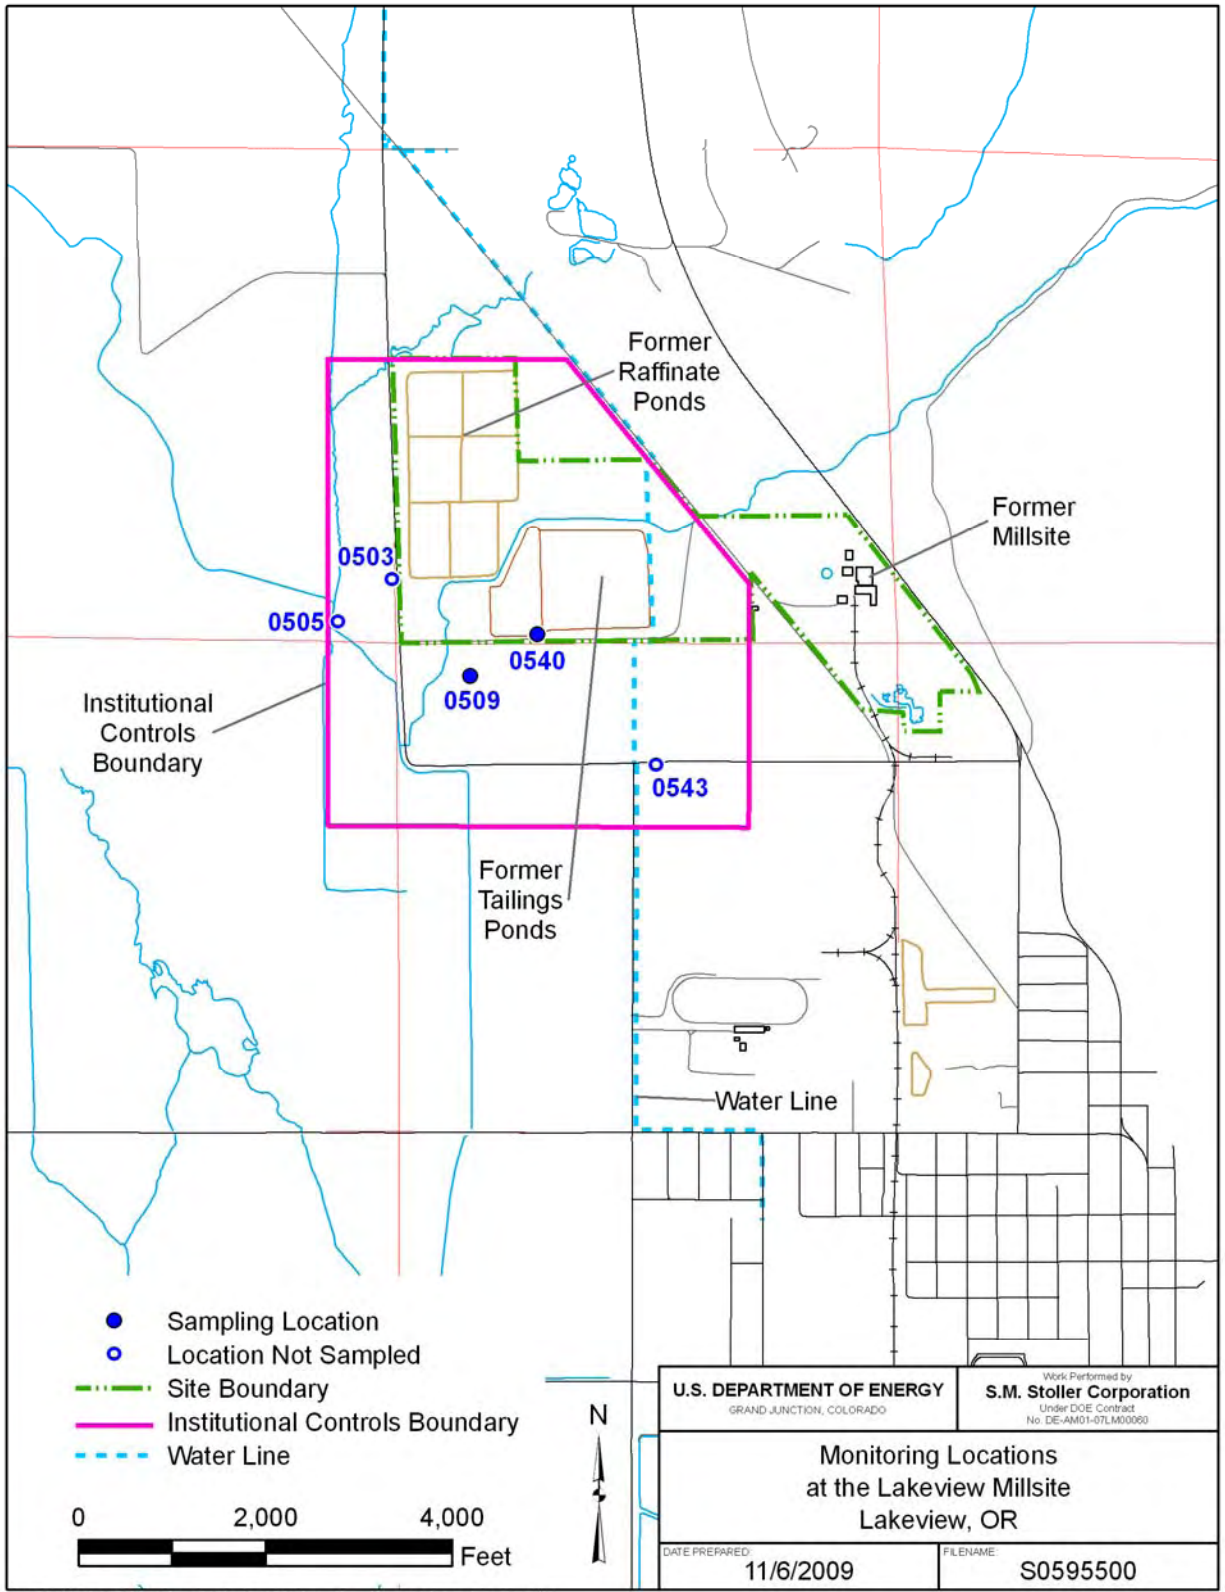 Former
Raffinate
Ponds
Former
Millsite
0503
0505
0540
0509
Institutional
Controls
Boundary
0543
Former
Tailings
Ponds
Water Line
Sampling Location
Location Not Sampled
Site Boundary
Institutional Controls Boundary
Water Line
0 2,000 4,000
Feet
N
U.S. DEPARTMENT OF ENERGY
GRAND JUNCTION, COLORADO
Work Performed by
S.M. Stoller Corporation
Under DOE Contract
No. DE-AM01-07LM00060
Monitoring Locations
at the Lakeview Millsite
Lakeview, OR
DATE PREPARED:
11/6/2009
FILENAME:
S0595500